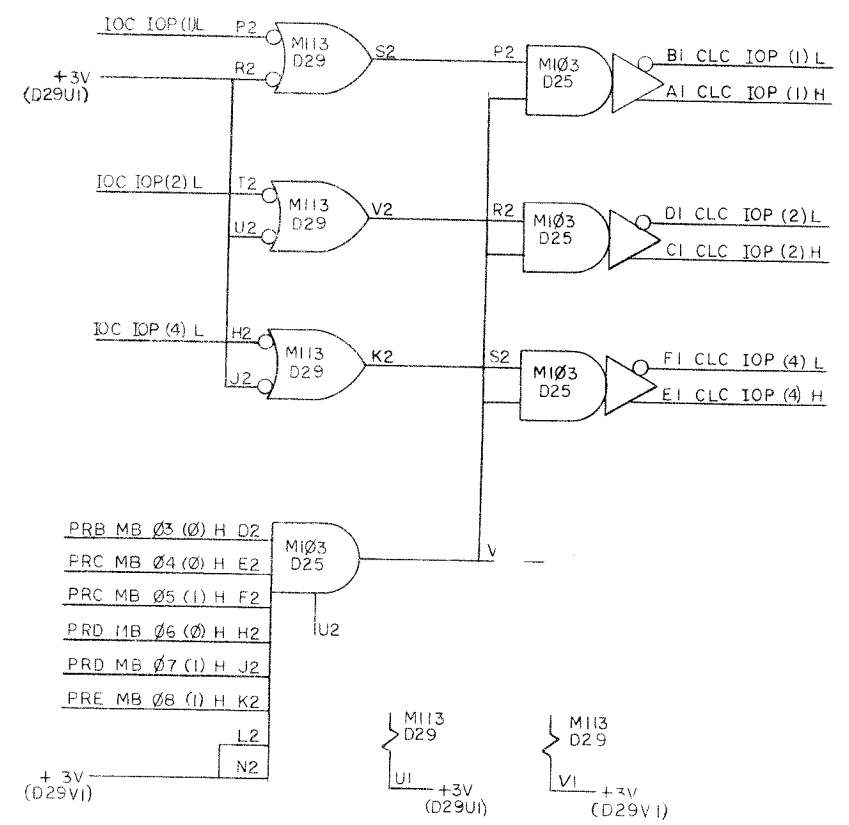 IOC IOP(1)L P2
M113
D29
S2
R2
+3V
(D29U1)
P2
M1Ø3
D25
B1 CLC IOP (1) L
A1 CLC IOP (1) H
IOC IOP(2) L T2
M113
D29
V2
U2
R2
M1Ø3
D25
D1 CLC IOP (2) L
C1 CLC IOP (2) H
IOC IOP (4) L H2
M113
D29
K2
J2
S2
M1Ø3
D25
F1 CLC IOP (4) L
E1 CLC IOP (4) H
PRB MB Ø3 (Ø) H D2
PRC MB Ø4 (Ø) H E2
PRC MB Ø5 (1) H F2
PRD MB Ø6 (Ø) H H2
PRD MB Ø7 (1) H J2
PRE MB Ø8 (1) H K2
M1Ø3
D25
V
U2
L2
N2
+ 3V
(D29V1)
M113
D29
U1
+3V
(D29U1)
M113
D29
V1
+3V
(D29V1)